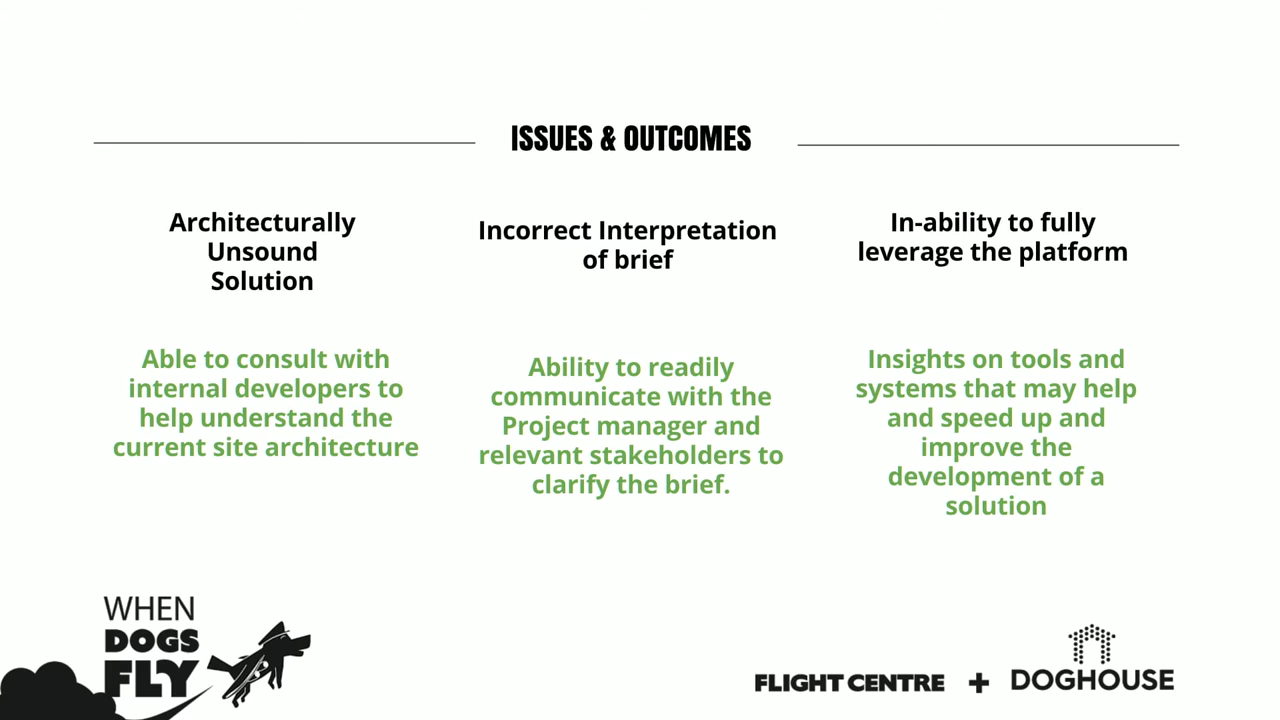 ISSUES & OUTCOMES
Architecturally
Unsound
Solution
Able to consult with
internal developers to
help understand the
current site architecture
Incorrect Interpretation
of brief
Ability to readily
communicate with the
Project manager and
relevant stakeholders to
clarify the brief.
In-ability to fully
leverage the platform
Insights on tools and
systems that may help
and speed up and
improve the
development of a
solution
WHEN
DOGS
FLY
FLIGHT CENTRE + DOGHOUSE